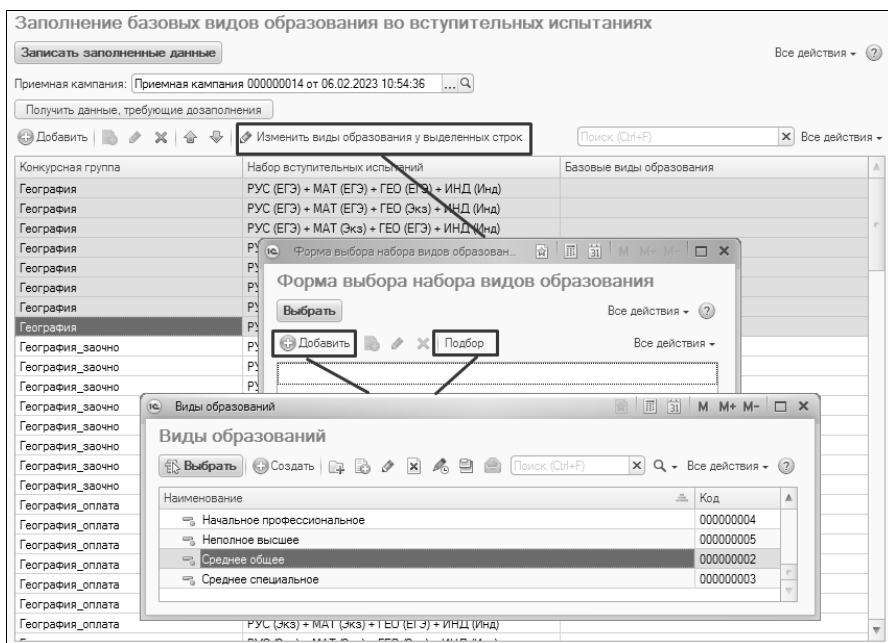 Заполнение базовых видов образования во вступительных испытаниях
Записать заполненные данные
Все действия
Приемная кампания: Приемная кампания 000000014 от 06.02.2023 10:54:36 ...
Получить данные, требующие дозаполнения
Добавить Изменить виды образования у выделенных строк Поиск (Ctrl+F) Все действия
Конкурсная группа Набор вступительных испытаний Базовые виды образования
География РУС (ЕГЭ) + МАТ (ЕГЭ) + ГЕО (ЕГЭ) + ИНД (Инд)
География РУС (ЕГЭ) + МАТ (ЕГЭ) + ГЕО (Экз) + ИНД (Инд)
География РУС (ЕГЭ) + МАТ (Экз) + ГЕО (ЕГЭ) + ИНД (Инд)
География
География
География
География
География
География_заочно
География_заочно
География_заочно
География_заочно
География_заочно
География_заочно
География_заочно
География_заочно
География_оплата
География_оплата
География_оплата
География_оплата
География_оплата
География_оплата
География_оплата РУС (Экз) + МАТ (Экз) + ГЕО (ЕГЭ) + ИНД (Инд)
Форма выбора набора видов образован... 31 M M+ M-
Форма выбора набора видов образования
Выбрать Все действия
Добавить Подбор Все действия
Виды образований 31 M M+ M-
Виды образований
Выбрать Создать Поиск (Ctrl+F) Все действия
Наименование Код
Начальное профессиональное 000000004
Неполное высшее 000000005
Среднее общее 000000002
Среднее специальное 000000003